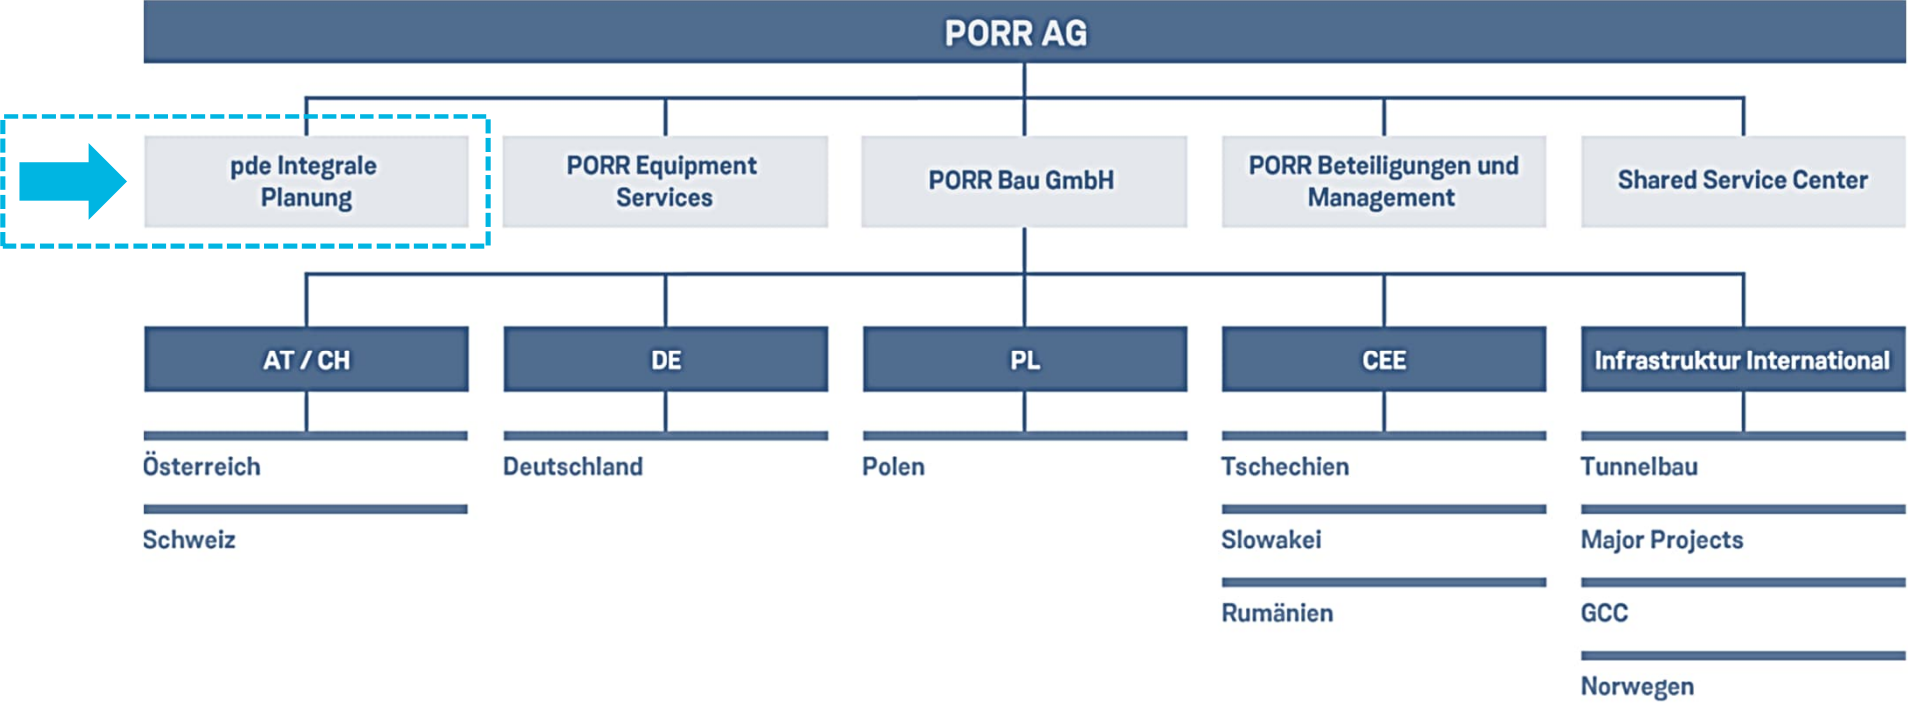 PORR AG
pde Integrale
Planung
PORR Equipment
Services
PORR Bau GmbH
PORR Beteiligungen und
Management
Shared Service Center
AT / CH
DE
PL
CEE
Infrastruktur International
Österreich
Deutschland
Polen
Tschechien
Tunnelbau
Schweiz
Slowakei
Major Projects
Rumänien
GCC
Norwegen